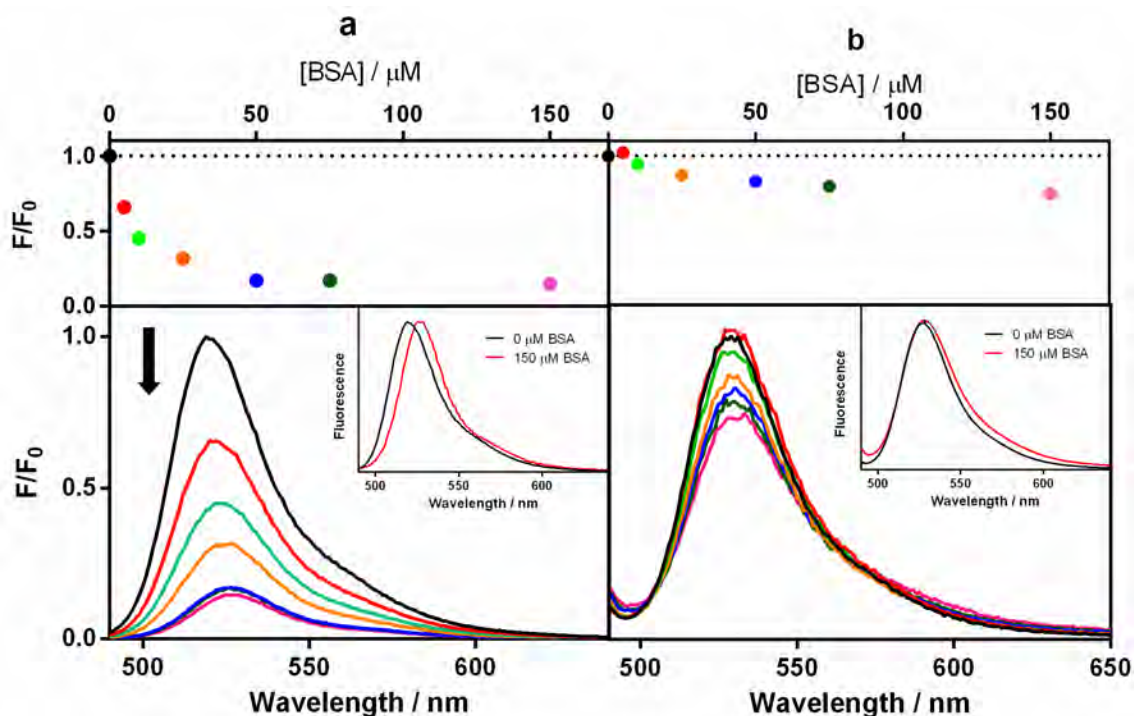 a
[BSA] / μM
0
50
100
150
1.0
0.5
0.0
F/F0
1.0
0.5
0.0
F/F0
500
550
600
Wavelength / nm
0 μM BSA
150 μM BSA
Fluorescence
500
550
600
Wavelength / nm
b
[BSA] / μM
0
50
100
150
500
550
600
650
Wavelength / nm
0 μM BSA
150 μM BSA
Fluorescence
500
550
600
Wavelength / nm